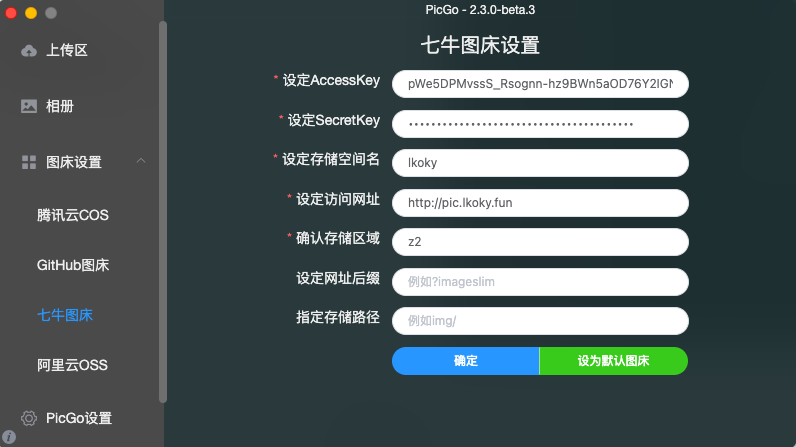 PicGo - 2.3.0-beta.3
上传区
相册
图床设置
腾讯云COS
GitHub图床
七牛图床
阿里云OSS
PicGo设置
七牛图床设置
* 设定AccessKey pWe5DPMvssS_Rsognn-hz9BWn5aOD76Y2IGN
* 设定SecretKey ••••••••••••••••••••••••••••••••••••••••
* 设定存储空间名 lkoky
* 设定访问网址 http://pic.lkoky.fun
* 确认存储区域 z2
设定网址后缀 例如?imageslim
指定存储路径 例如img/
确定 设为默认图床